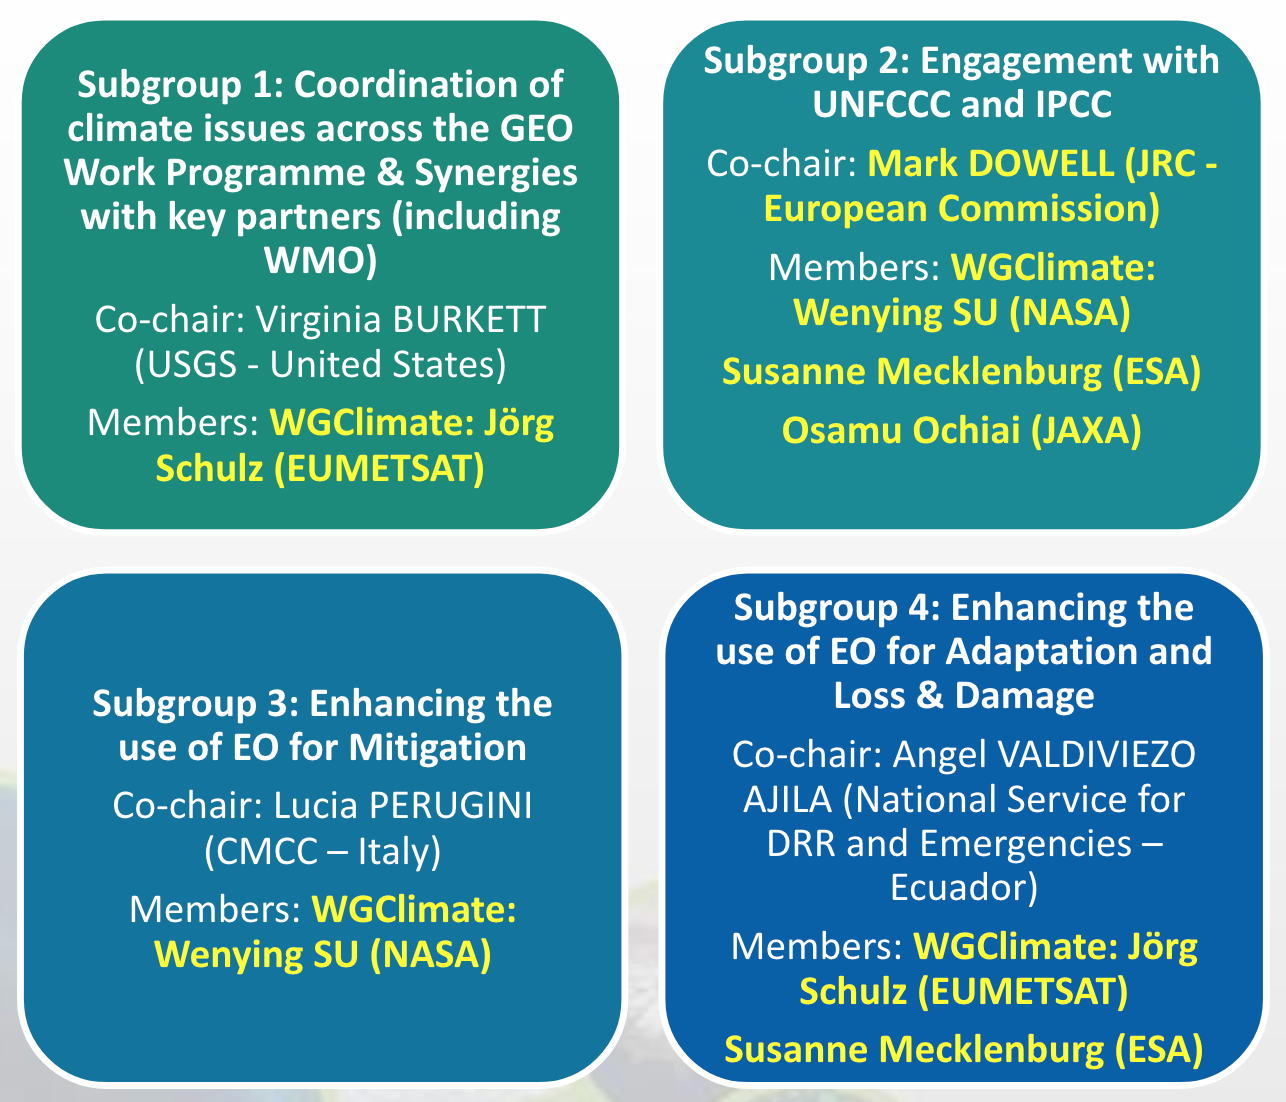 Subgroup 1: Coordination of
climate issues across the GEO
Work Programme & Synergies
with key partners (including
WMO)
Co-chair: Virginia BURKETT
(USGS - United States)
Members: WGClimate: Jörg
Schulz (EUMETSAT)
Subgroup 2: Engagement with
UNFCCC and IPCC
Co-chair: Mark DOWELL (JRC -
European Commission)
Members: WGClimate:
Wenying SU (NASA)
Susanne Mecklenburg (ESA)
Osamu Ochiai (JAXA)
Subgroup 3: Enhancing the
use of EO for Mitigation
Co-chair: Lucia PERUGINI
(CMCC – Italy)
Members: WGClimate:
Wenying SU (NASA)
Subgroup 4: Enhancing the
use of EO for Adaptation and
Loss & Damage
Co-chair: Angel VALDIVIEZO
AJILA (National Service for
DRR and Emergencies –
Ecuador)
Members: WGClimate: Jörg
Schulz (EUMETSAT)
Susanne Mecklenburg (ESA)